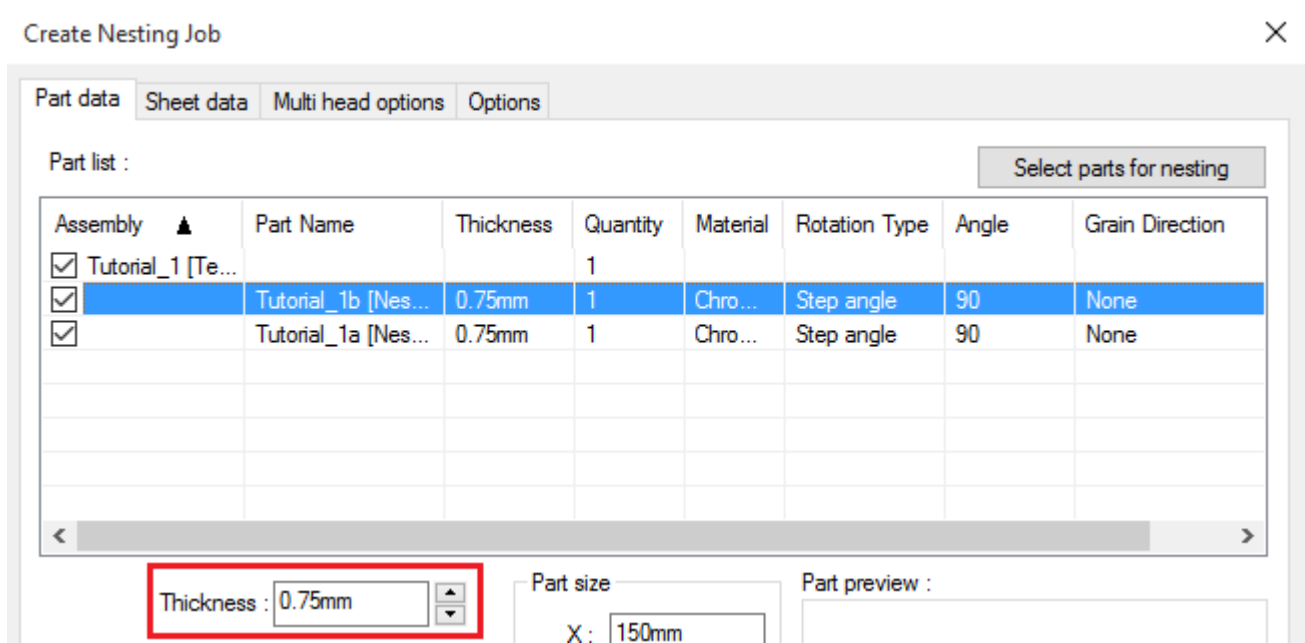 Create Nesting Job
Part data Sheet data Multi head options Options
Part list : Select parts for nesting
Assembly Part Name Thickness Quantity Material Rotation Type Angle Grain Direction
Tutorial_1 [Te... 1
Tutorial_1b [Nes... 0.75mm 1 Chro... Step angle 90 None
Tutorial_1a [Nes... 0.75mm 1 Chro... Step angle 90 None
Thickness : 0.75mm Part size Part preview :
X : 150mm